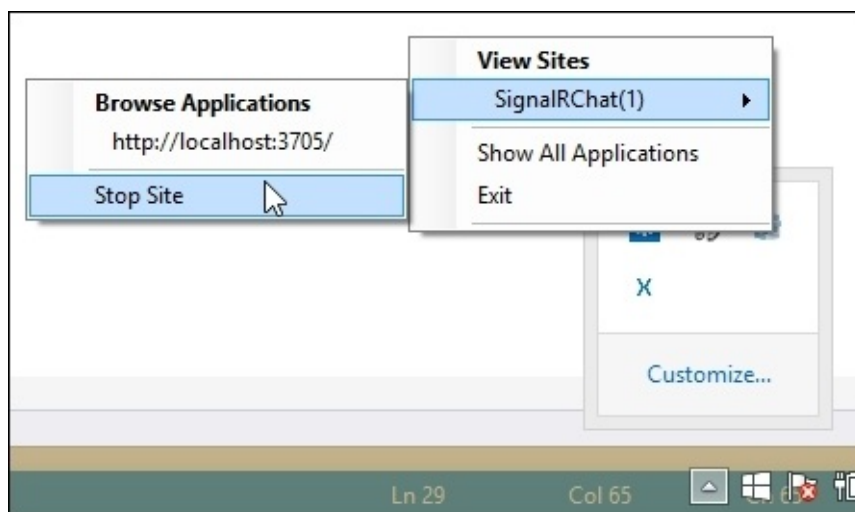 View Sites
SignalRChat(1)
Show All Applications
Exit
Browse Applications
http://localhost:3705/
Stop Site
Customize...
Ln 29
Col 65